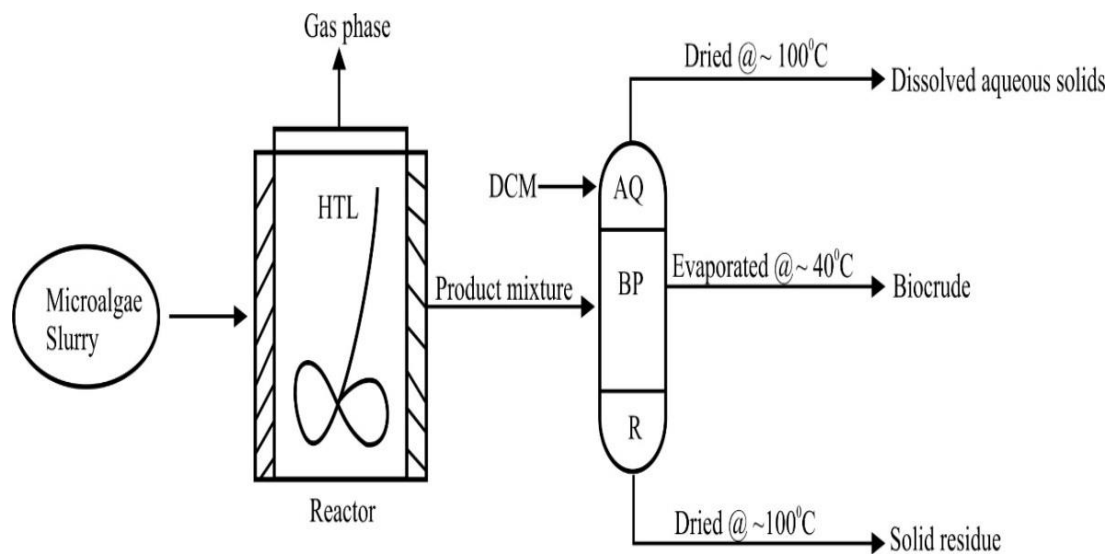 Gas phase
Dried @ ~ 100⁰C
Dissolved aqueous solids
DCM
AQ
HTL
Evaporated @ ~ 40⁰C
Product mixture
BP
Biocrude
Microalgae
Slurry
R
Reactor
Dried @ ~100⁰C
Solid residue